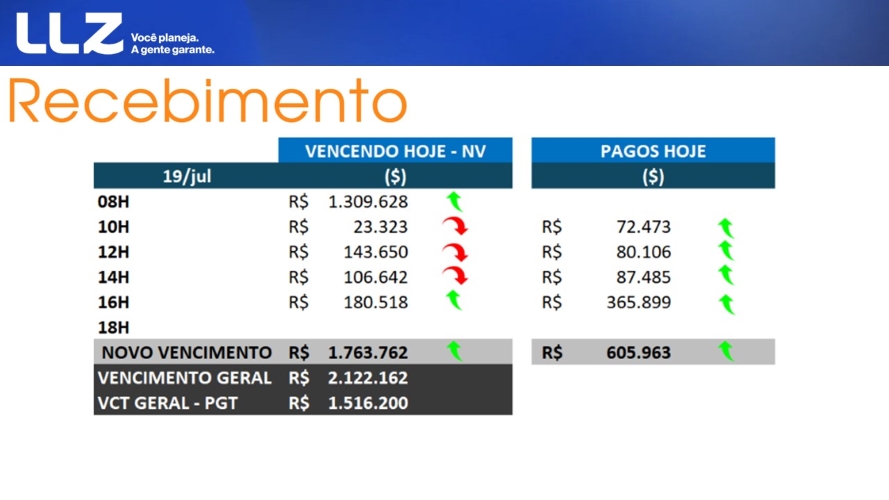 LLZ
Você planeja.
A gente garante.
Recebimento
VENCENDO HOJE - NV PAGOS HOJE
19/jul ($) ($)
08H R$ 1.309.628
10H R$ 23.323 R$ 72.473
12H R$ 143.650 R$ 80.106
14H R$ 106.642 R$ 87.485
16H R$ 180.518 R$ 365.899
18H
NOVO VENCIMENTO R$ 1.763.762 R$ 605.963
VENCIMENTO GERAL R$ 2.122.162
VCT GERAL - PGT R$ 1.516.200